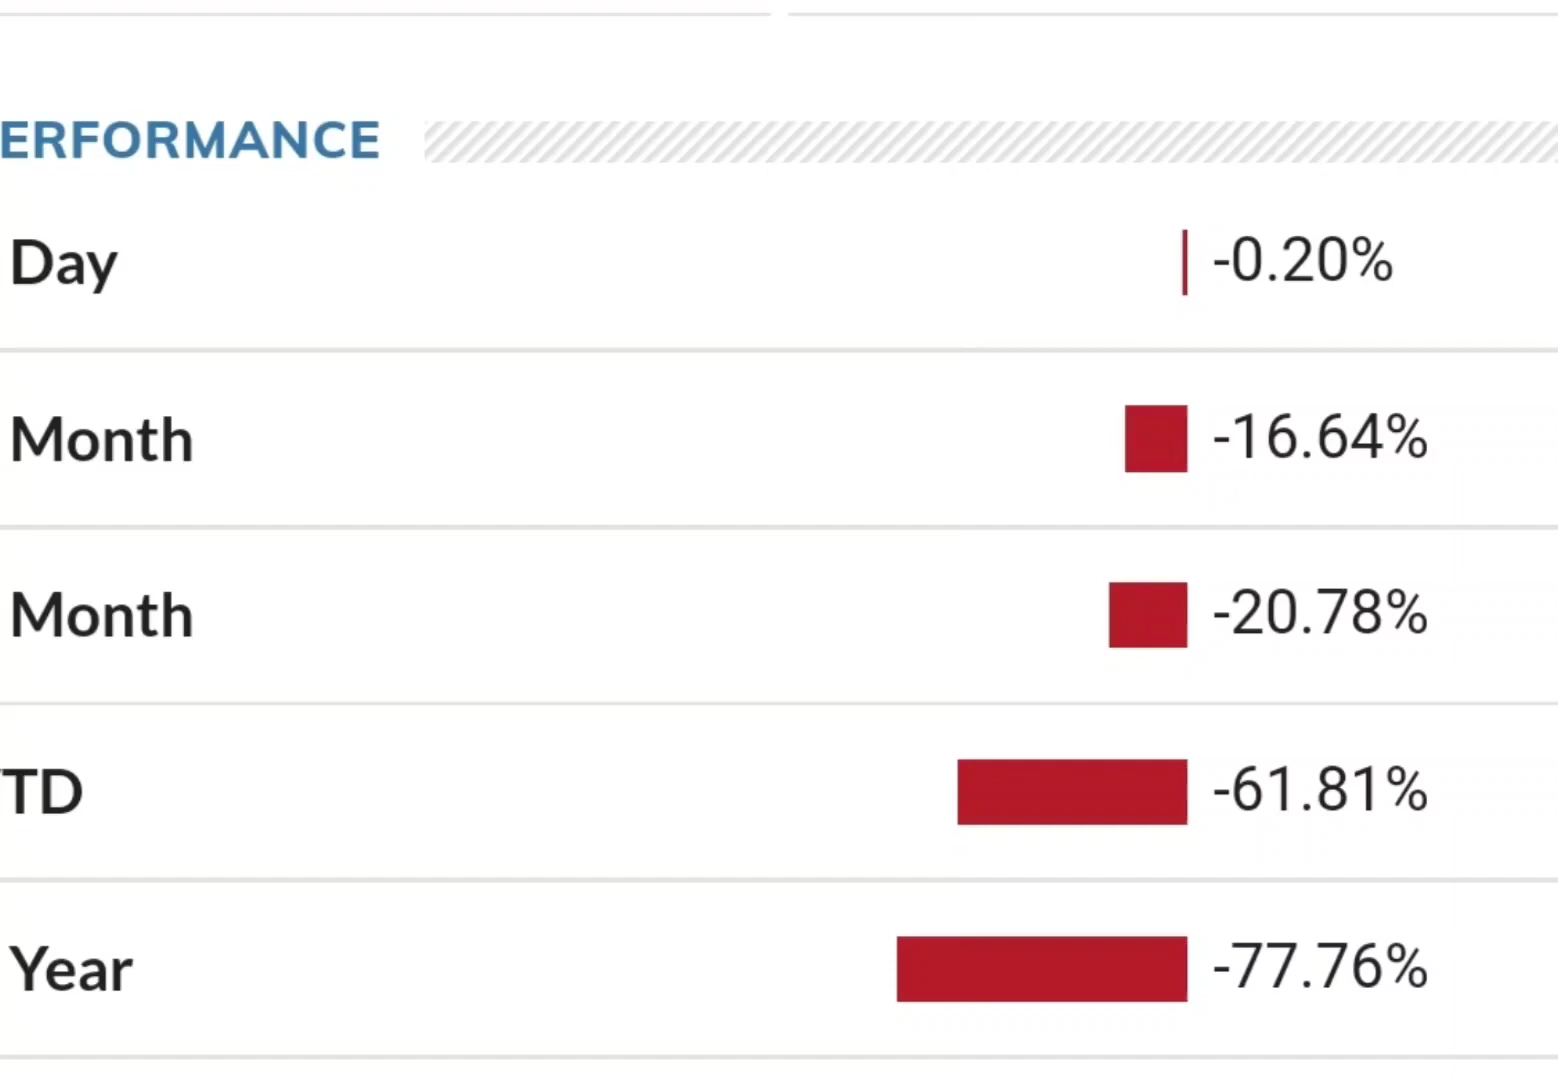 ERFORMANCE
Day -0.20%
Month -16.64%
Month -20.78%
TD -61.81%
Year -77.76%